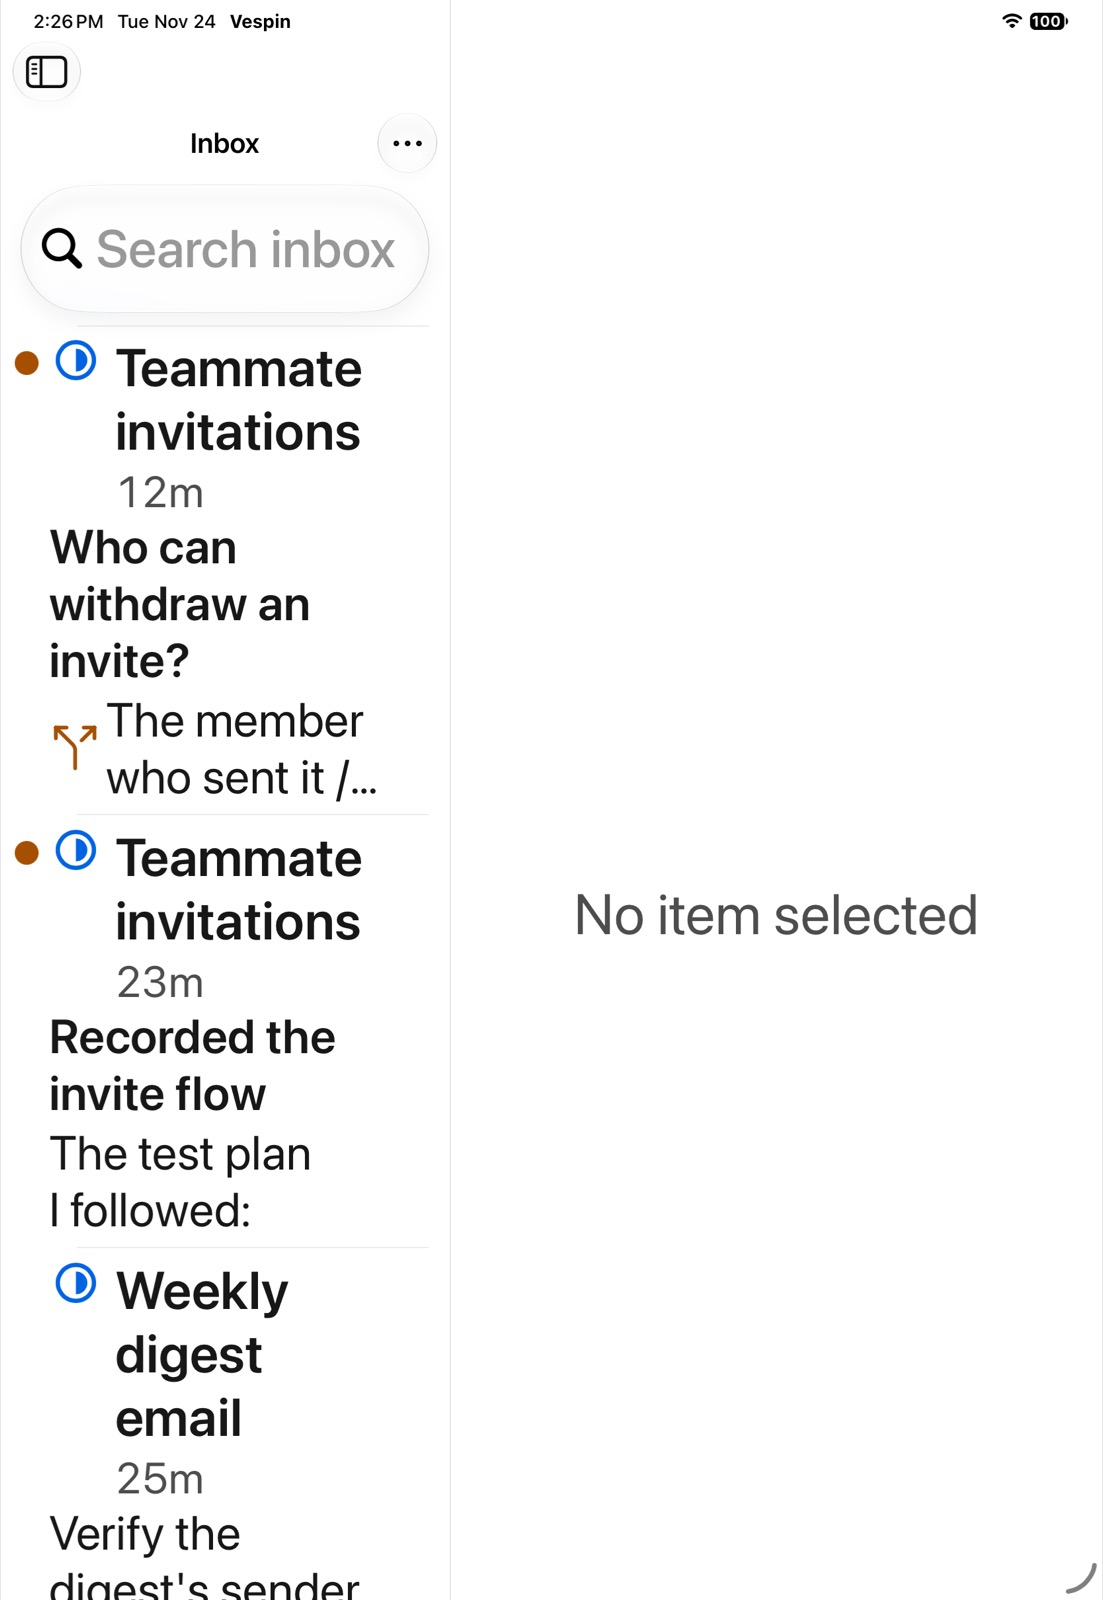 2:26 PM Tue Nov 24 Vespin
100
Inbox
Search inbox
Teammate
invitations
12m
Who can
withdraw an
invite?
The member
who sent it /...
Teammate
invitations
23m
Recorded the
invite flow
The test plan
I followed:
Weekly
digest
email
25m
Verify the
digest's sender
No item selected